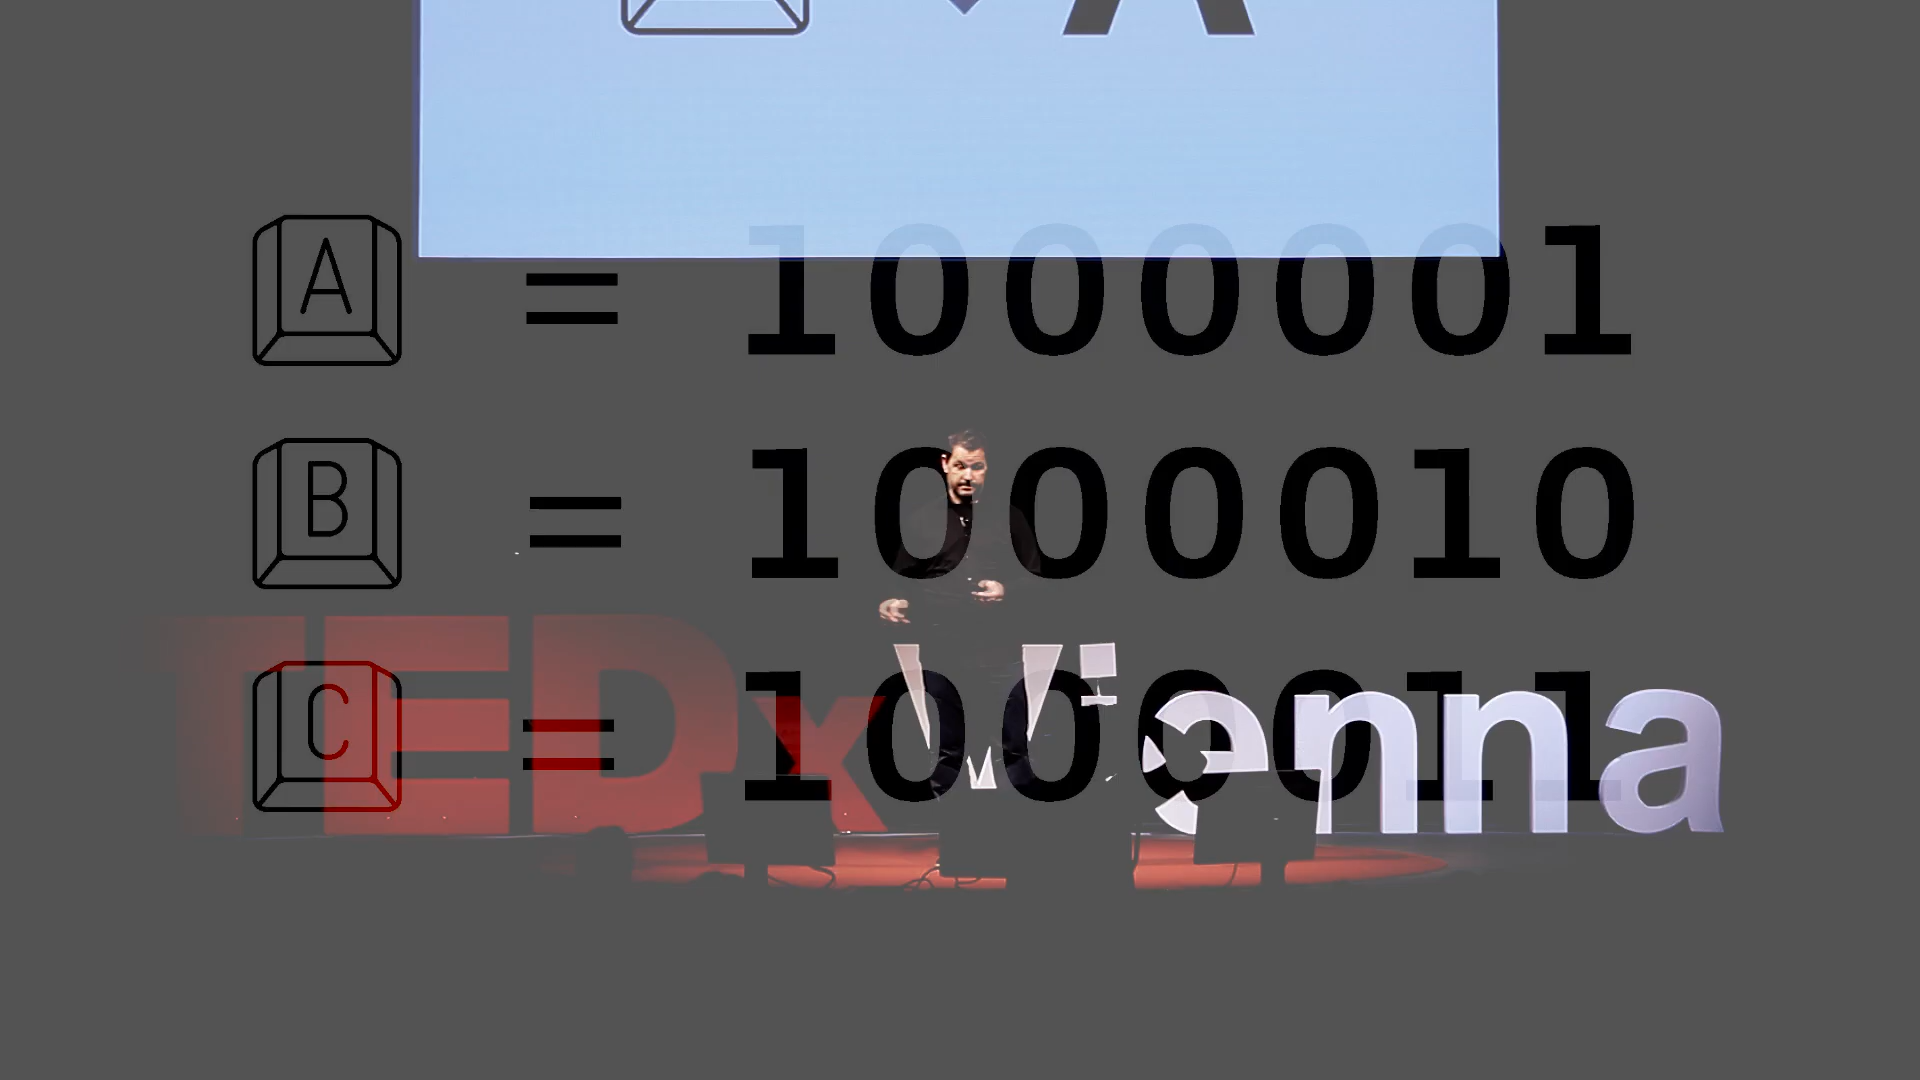 A = 1000001
B = 1000010
C = 1000011
TEDxVienna